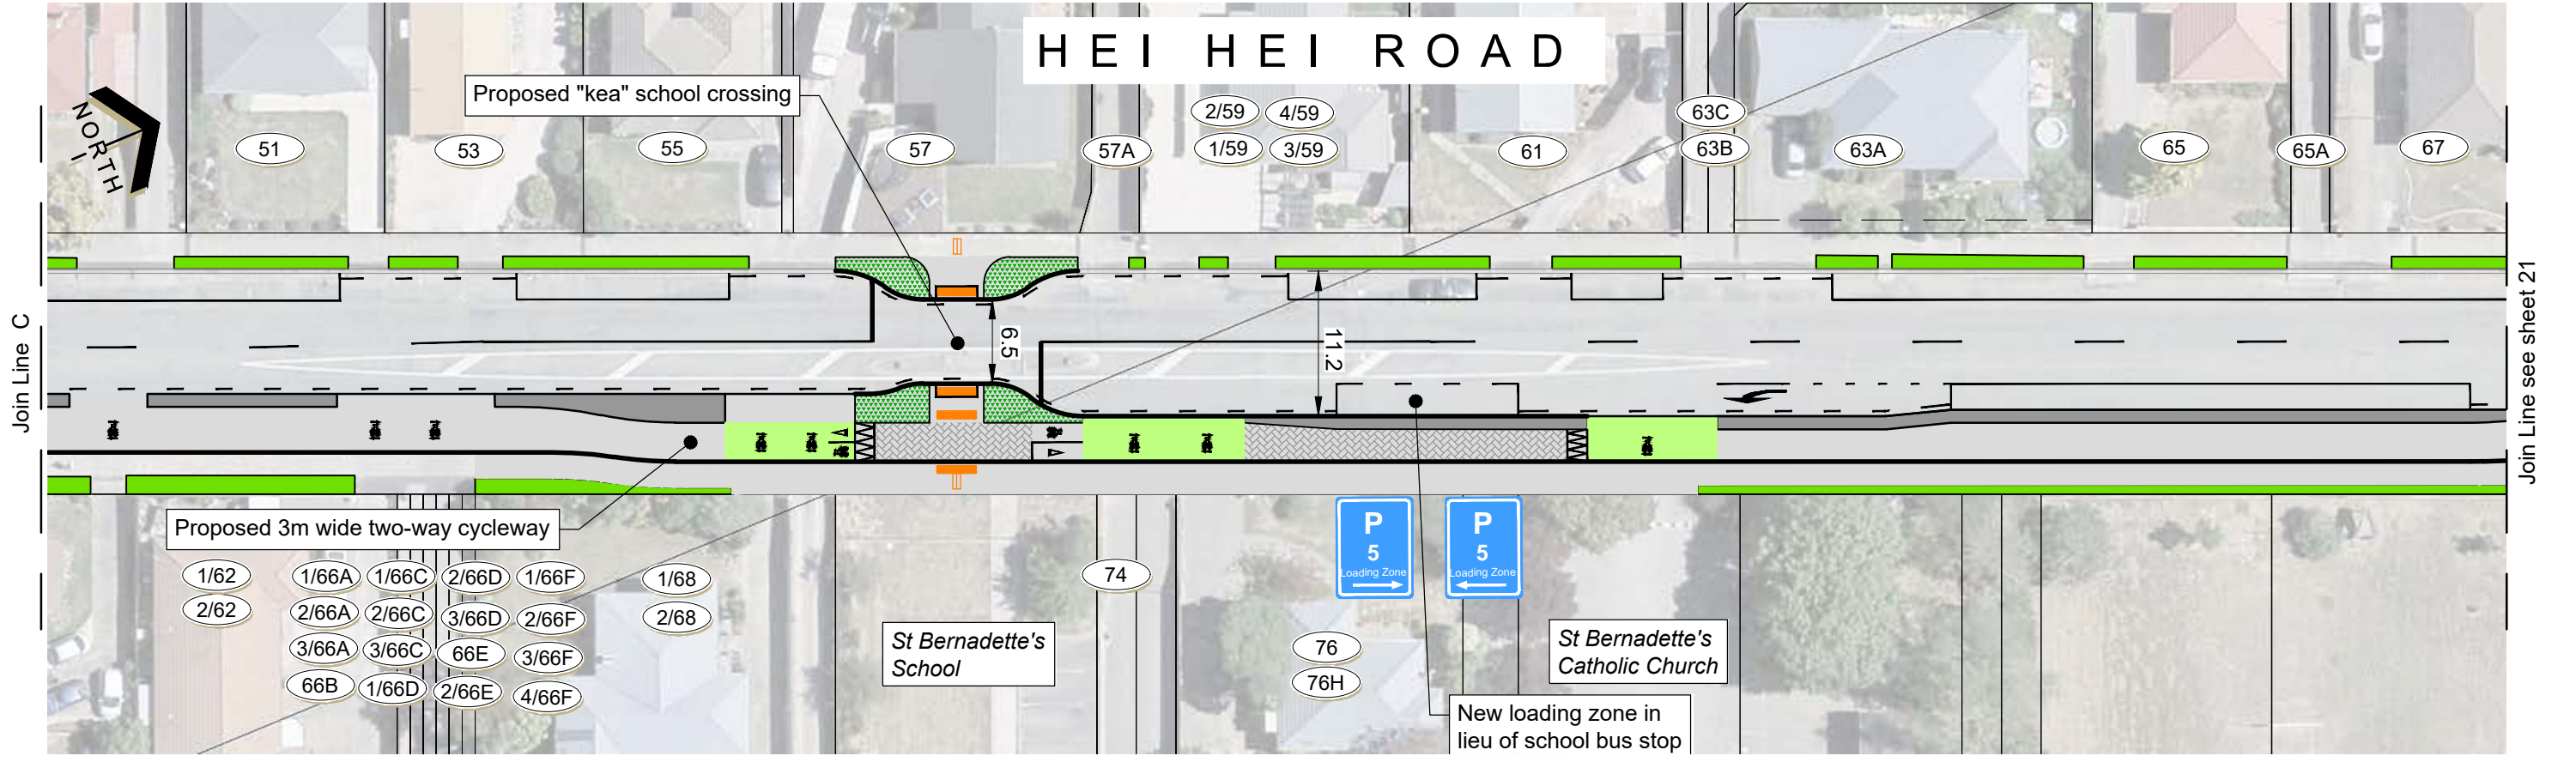 HEI HEI ROAD
Proposed "kea" school crossing
NORTH
51
53
55
57
57A
2/59
4/59
1/59
3/59
61
63C
63B
63A
65
65A
67
Join Line C
Join Line see sheet 21
6.5
11.2
Proposed 3m wide two-way cycleway
1/62
2/62
1/66A
1/66C
2/66D
1/66F
2/66A
2/66C
3/66D
2/66F
3/66A
3/66C
66E
3/66F
66B
1/66D
2/66E
4/66F
1/68
2/68
St Bernadette's
School
74
P
5
Loading Zone
P
5
Loading Zone
76
76H
St Bernadette's
Catholic Church
New loading zone in
lieu of school bus stop